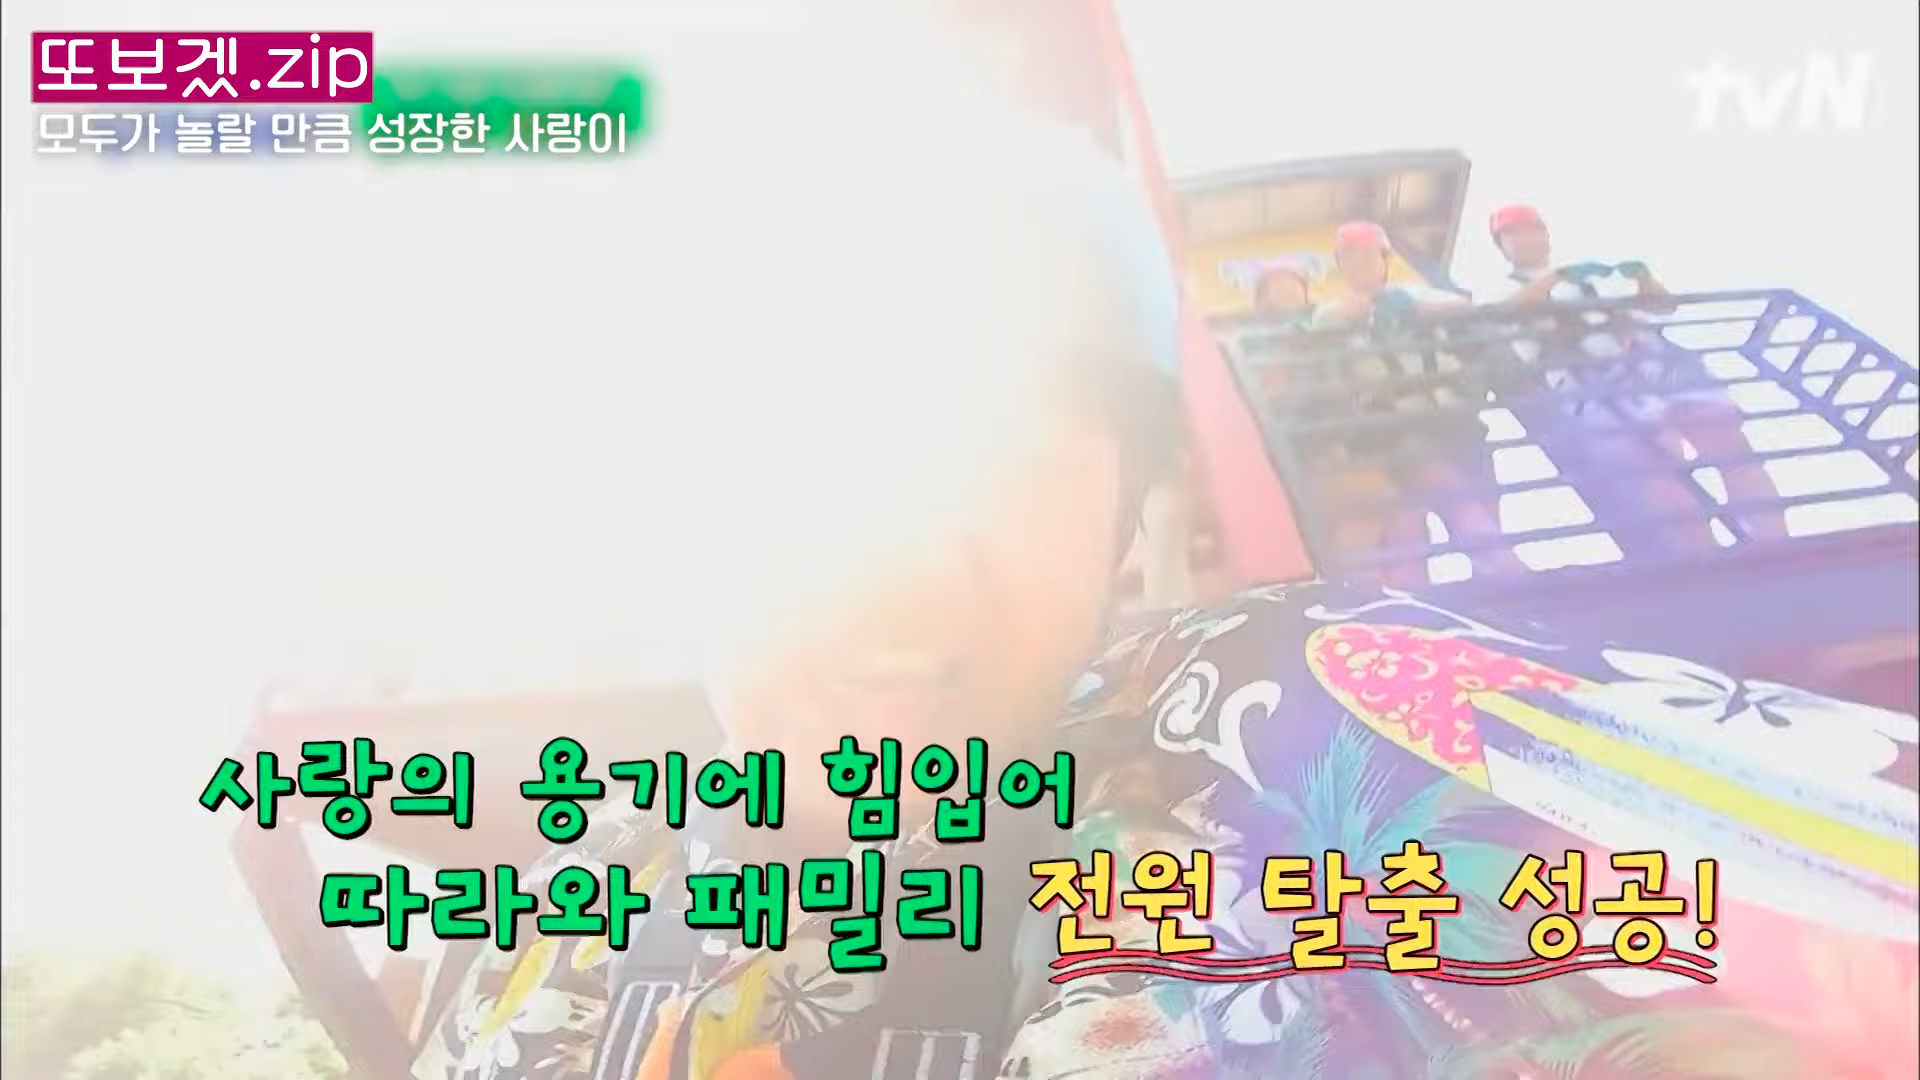 또보겠.zip
모두가 놀랄 만큼 성장한 사랑이
tvN
사랑의 용기에 힘입어
따라와 패밀리 전원 탈출 성공!